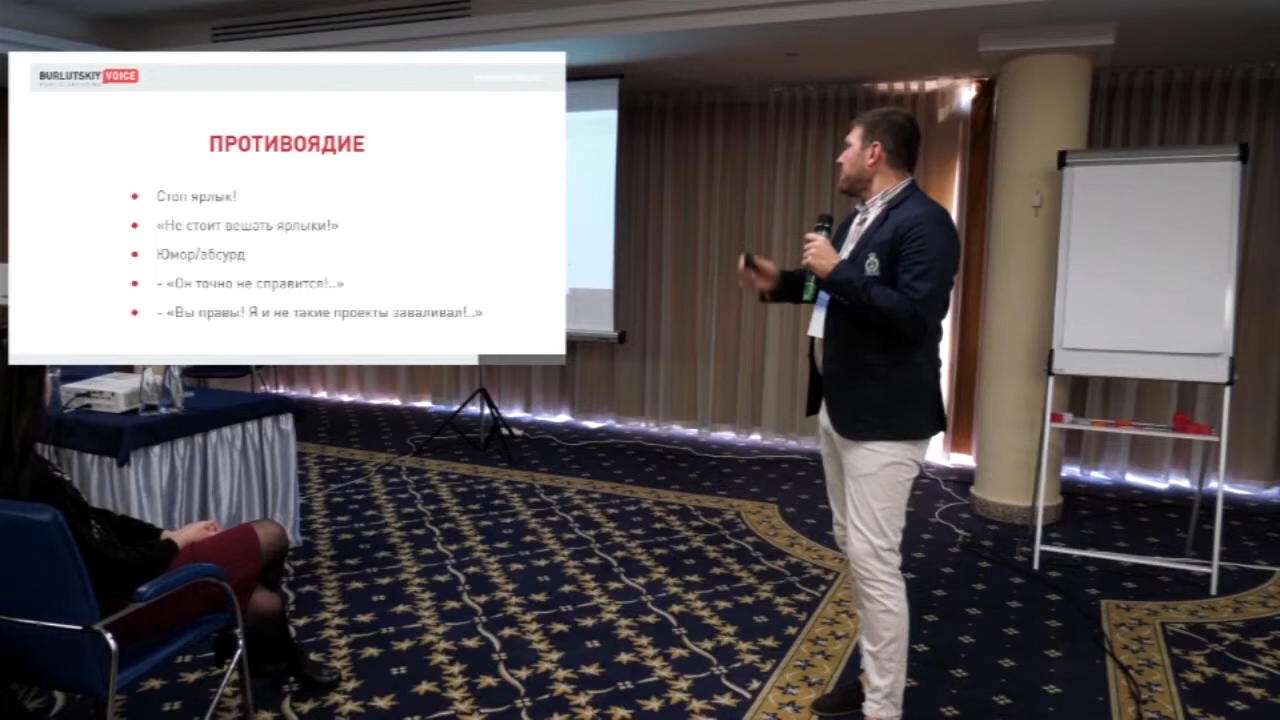 BURLUTSKIY VOICE
ПРОТИВОЯДИЕ
Стоп ярлык!
«Не стоит вешать ярлыки!»
Юмор/абсурд
- «Он точно не справится!..»
- «Вы правы! Я и не такие проекты заваливал!..»